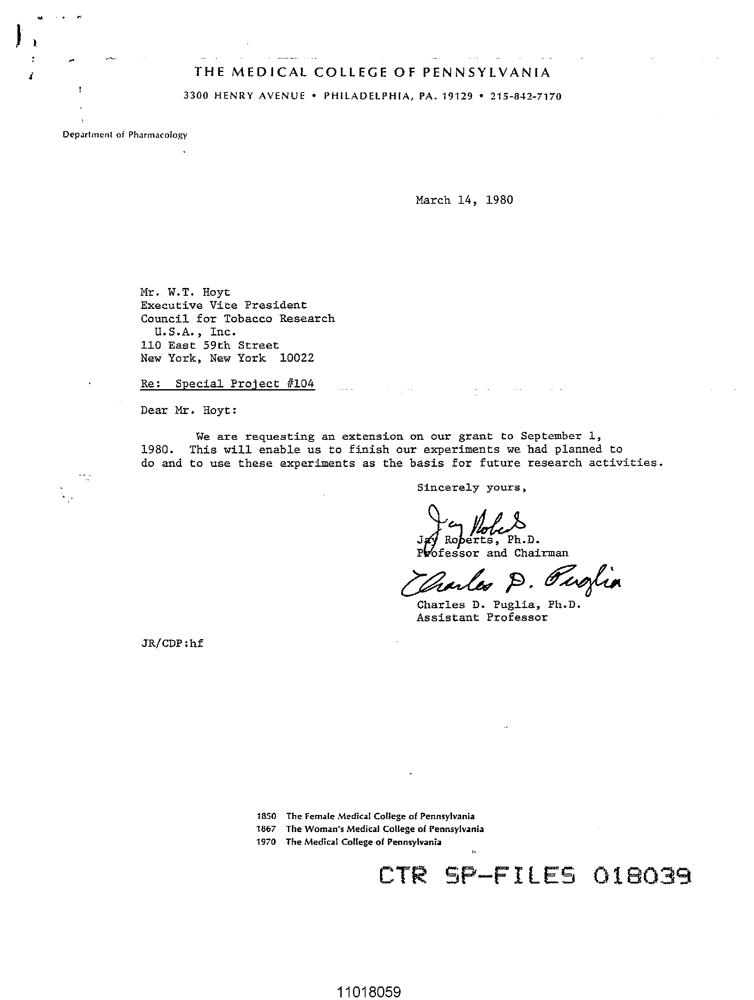 THE MEDICAL COLLEGE OF PENNSYLVANIA
3300 HENRY AVENUE • PHILADELPHIA, PA. 19129 • 215-842-7170
Department of Pharmacology
March 14, 1980
Mr. W.T. Hoyt
Executive Vice President
Council for Tobacco Research
U.S.A., Inc.
110 East 59th Street
New York, New York 10022
Re: Special Project #104
Dear Mr. Hoyt:
We are requesting an extension on our grant to September 1,
1980. This will enable us to finish our experiments we had planned to
do and to use these experiments as the basis for future research activities.
Sincerely yours,
Jay Roberts
Jay Roberts, Ph.D.
Professor and Chairman
Charles D. Puglia
Charles D. Puglia, Ph.D.
Assistant Professor
JR/CDP:hf
1850 The Female Medical College of Pennsylvania
1867 The Woman's Medical College of Pennsylvania
1970 The Medical College of Pennsylvania
CTR SP-FILES 018039
11018059